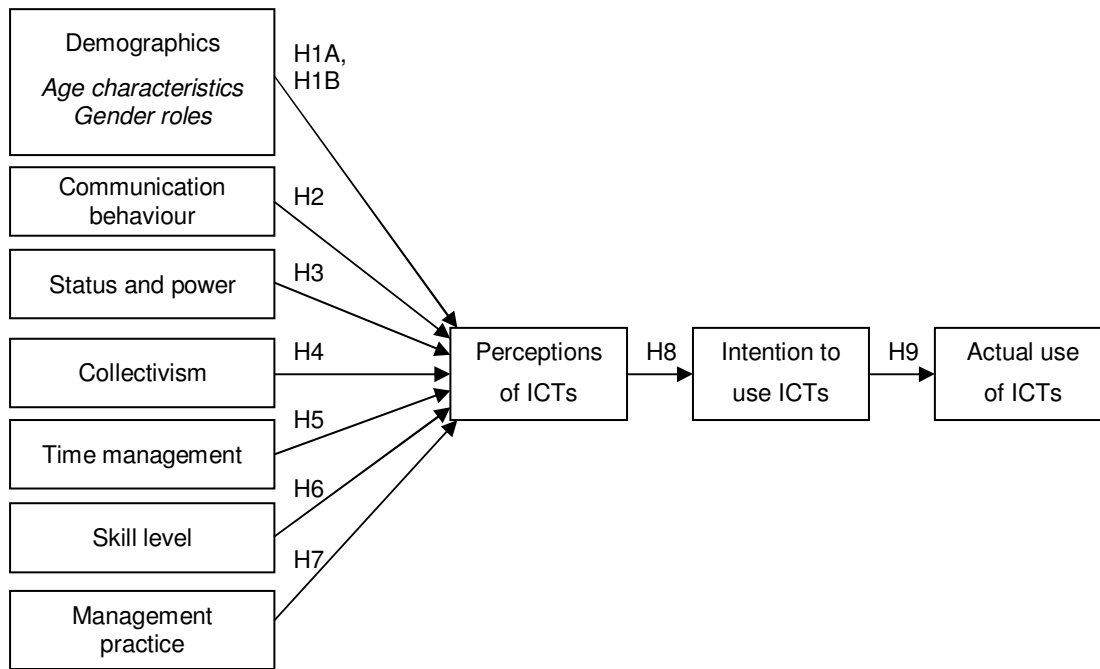 Demographics
Age characteristics
Gender roles
H1A,
H1B
Communication
behaviour
H2
Status and power
H3
Collectivism
H4
Time management
H5
Skill level
H6
Management
practice
H7
Perceptions
of ICTs
H8
Intention to
use ICTs
H9
Actual use
of ICTs